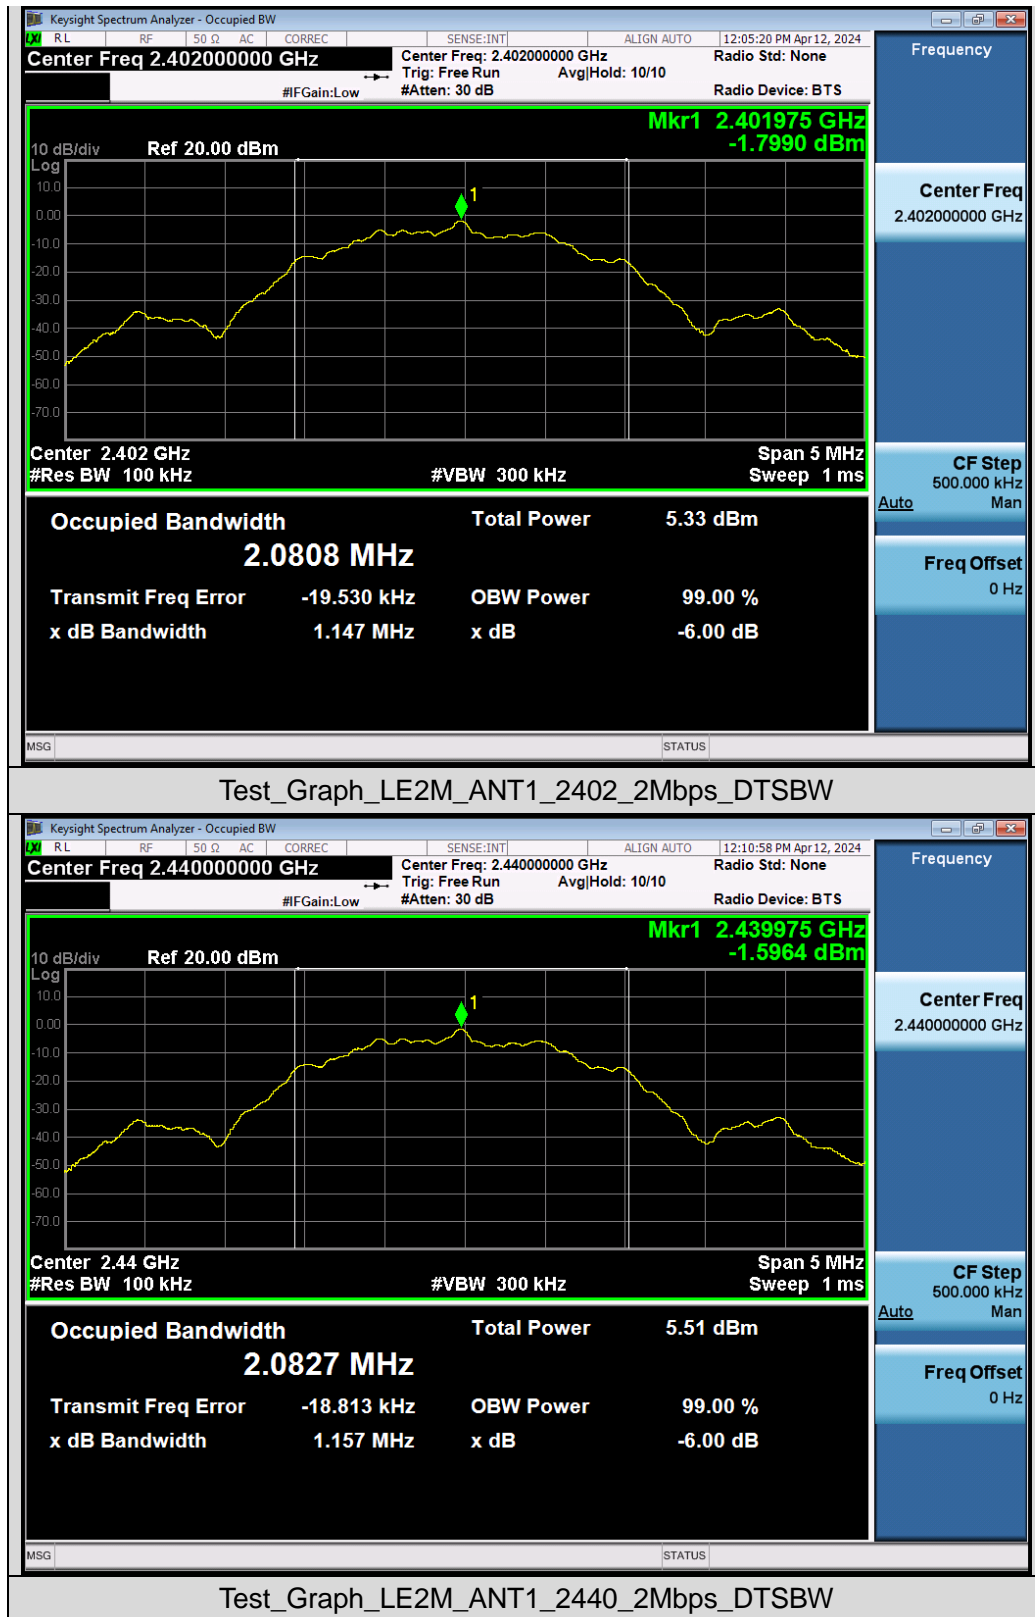 Keysight Spectrum Analyzer - Occupied BW
LXI RL RF 50 Ω AC CORREC SENSE:INT ALIGN AUTO 12:05:20 PM Apr 12, 2024
Center Freq 2.402000000 GHz Center Freq: 2.402000000 GHz Radio Std: None Frequency
Trig: Free Run Avg|Hold: 10/10
#IFGain:Low #Atten: 30 dB Radio Device: BTS
Mkr1 2.401975 GHz
10 dB/div Ref 20.00 dBm -1.7990 dBm
Log
10.0
1
0.00
-10.0
-20.0
-30.0
-40.0
-50.0
-60.0
-70.0
Center Freq
2.402000000 GHz
Center 2.402 GHz Span 5 MHz
#Res BW 100 kHz #VBW 300 kHz Sweep 1 ms
CF Step
500.000 kHz
Auto Man
Occupied Bandwidth Total Power 5.33 dBm
2.0808 MHz
Freq Offset
0 Hz
Transmit Freq Error -19.530 kHz OBW Power 99.00 %
x dB Bandwidth 1.147 MHz x dB -6.00 dB
MSG STATUS
Test_Graph_LE2M_ANT1_2402_2Mbps_DTSBW
Keysight Spectrum Analyzer - Occupied BW
LXI RL RF 50 Ω AC CORREC SENSE:INT ALIGN AUTO 12:10:58 PM Apr 12, 2024
Center Freq 2.440000000 GHz Center Freq: 2.440000000 GHz Radio Std: None Frequency
Trig: Free Run Avg|Hold: 10/10
#IFGain:Low #Atten: 30 dB Radio Device: BTS
Mkr1 2.439975 GHz
10 dB/div Ref 20.00 dBm -1.5964 dBm
Log
10.0
1
0.00
-10.0
-20.0
-30.0
-40.0
-50.0
-60.0
-70.0
Center Freq
2.440000000 GHz
Center 2.44 GHz Span 5 MHz
#Res BW 100 kHz #VBW 300 kHz Sweep 1 ms
CF Step
500.000 kHz
Auto Man
Occupied Bandwidth Total Power 5.51 dBm
2.0827 MHz
Freq Offset
0 Hz
Transmit Freq Error -18.813 kHz OBW Power 99.00 %
x dB Bandwidth 1.157 MHz x dB -6.00 dB
MSG STATUS
Test_Graph_LE2M_ANT1_2440_2Mbps_DTSBW